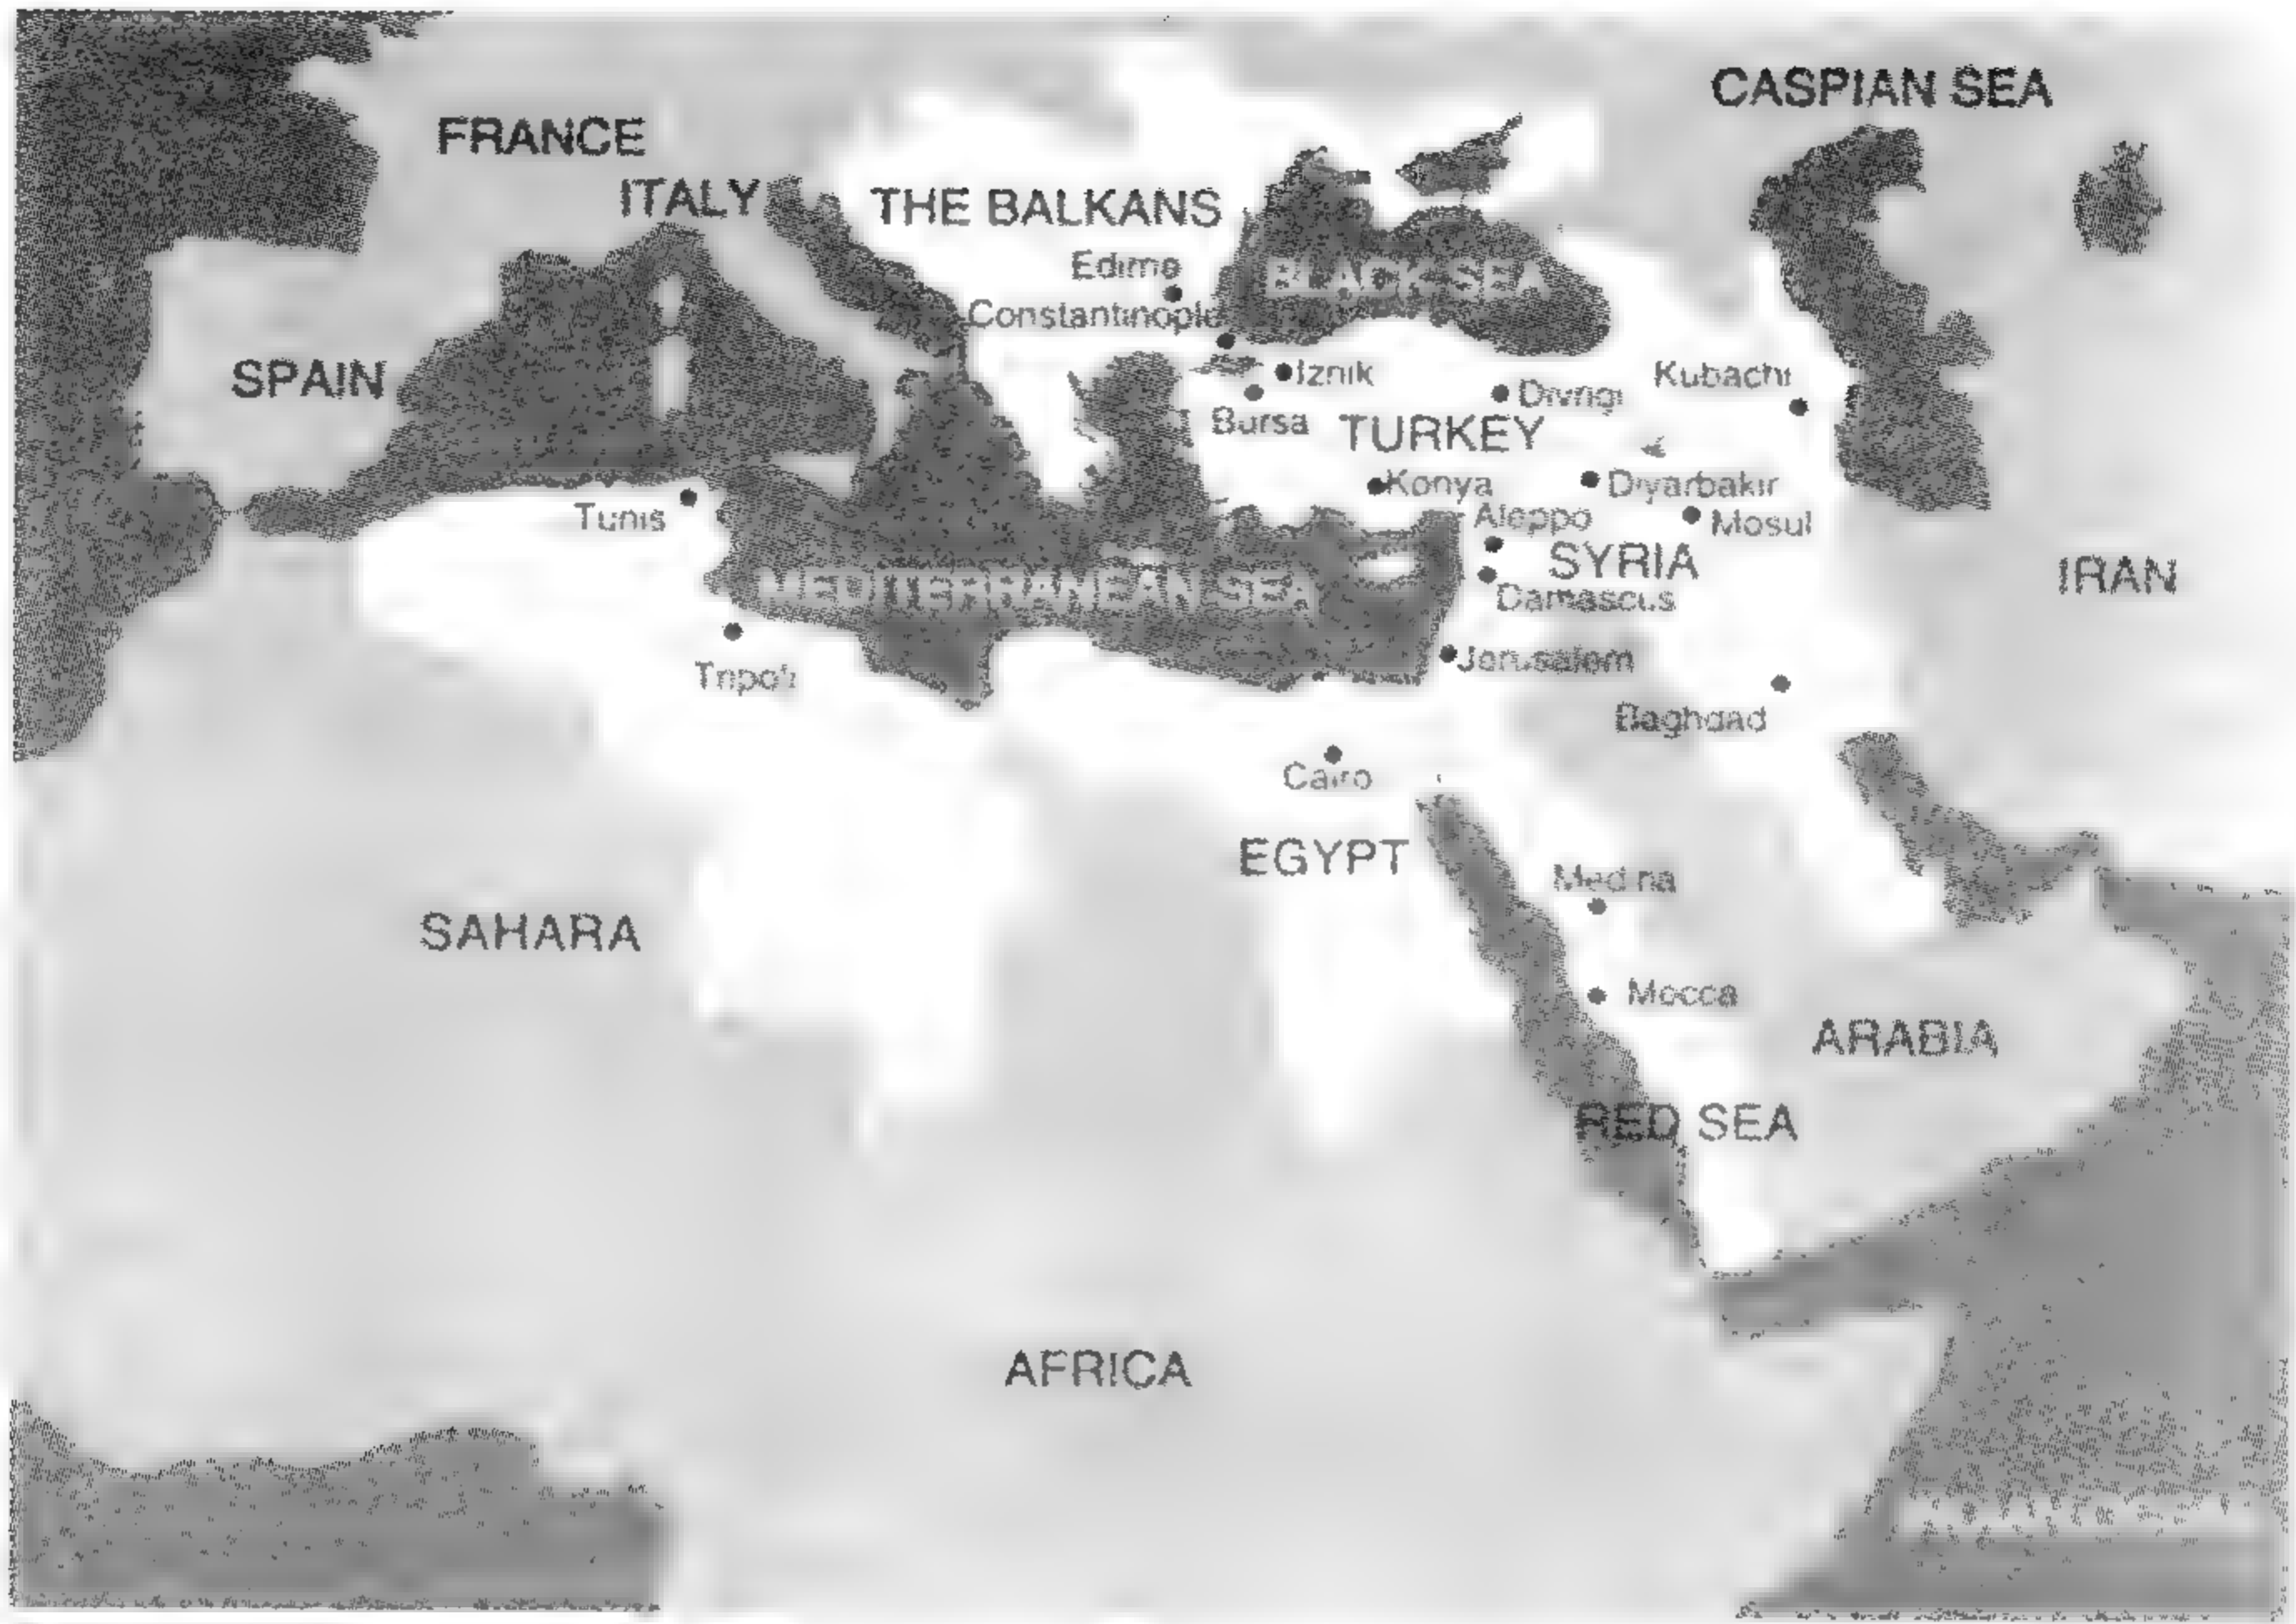 CASPIAN SEA
FRANCE
ITALY
THE BALKANS
Edirne
BLACK SEA
Constantinople
SPAIN
Iznik
Kubachi
Divrigi
Bursa
TURKEY
Konya
Diyarbakir
Tunis
Aleppo
Mosul
SYRIA
IRAN
MEDITERRANEAN SEA
Damascus
Jerusalem
Tripoli
Baghdad
Cairo
EGYPT
Medina
SAHARA
Mecca
ARABIA
RED SEA
AFRICA